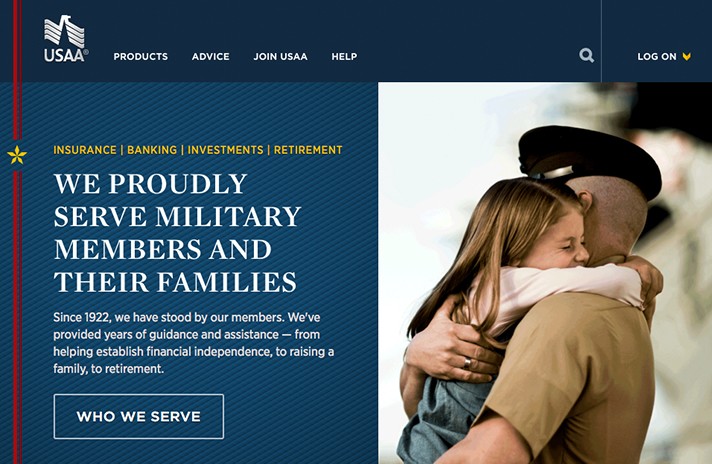 USAA®
PRODUCTS
ADVICE
JOIN USAA
HELP
LOG ON
INSURANCE | BANKING | INVESTMENTS | RETIREMENT
WE PROUDLY
SERVE MILITARY
MEMBERS AND
THEIR FAMILIES
Since 1922, we have stood by our members. We've
provided years of guidance and assistance — from
helping establish financial independence, to raising a
family, to retirement.
WHO WE SERVE